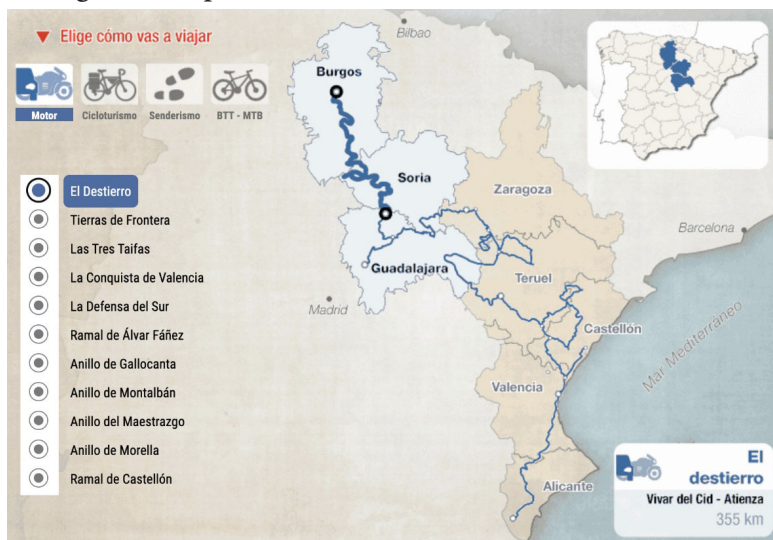 Elige cómo vas a viajar
Motor
Cicloturismo
Senderismo
BTT - MTB
El Destierro
Tierras de Frontera
Las Tres Taifas
La Conquista de Valencia
La Defensa del Sur
Ramal de Álvar Fáñez
Anillo de Gallocanta
Anillo de Montalbán
Anillo del Maestrazgo
Anillo de Morella
Ramal de Castellón
Bilbao
Burgos
Soria
Zaragoza
Barcelona
Guadalajara
Teruel
Madrid
Castellón
Mar Mediterráneo
Valencia
Alicante
El
destierro
Vivar del Cid - Atienza
355 km